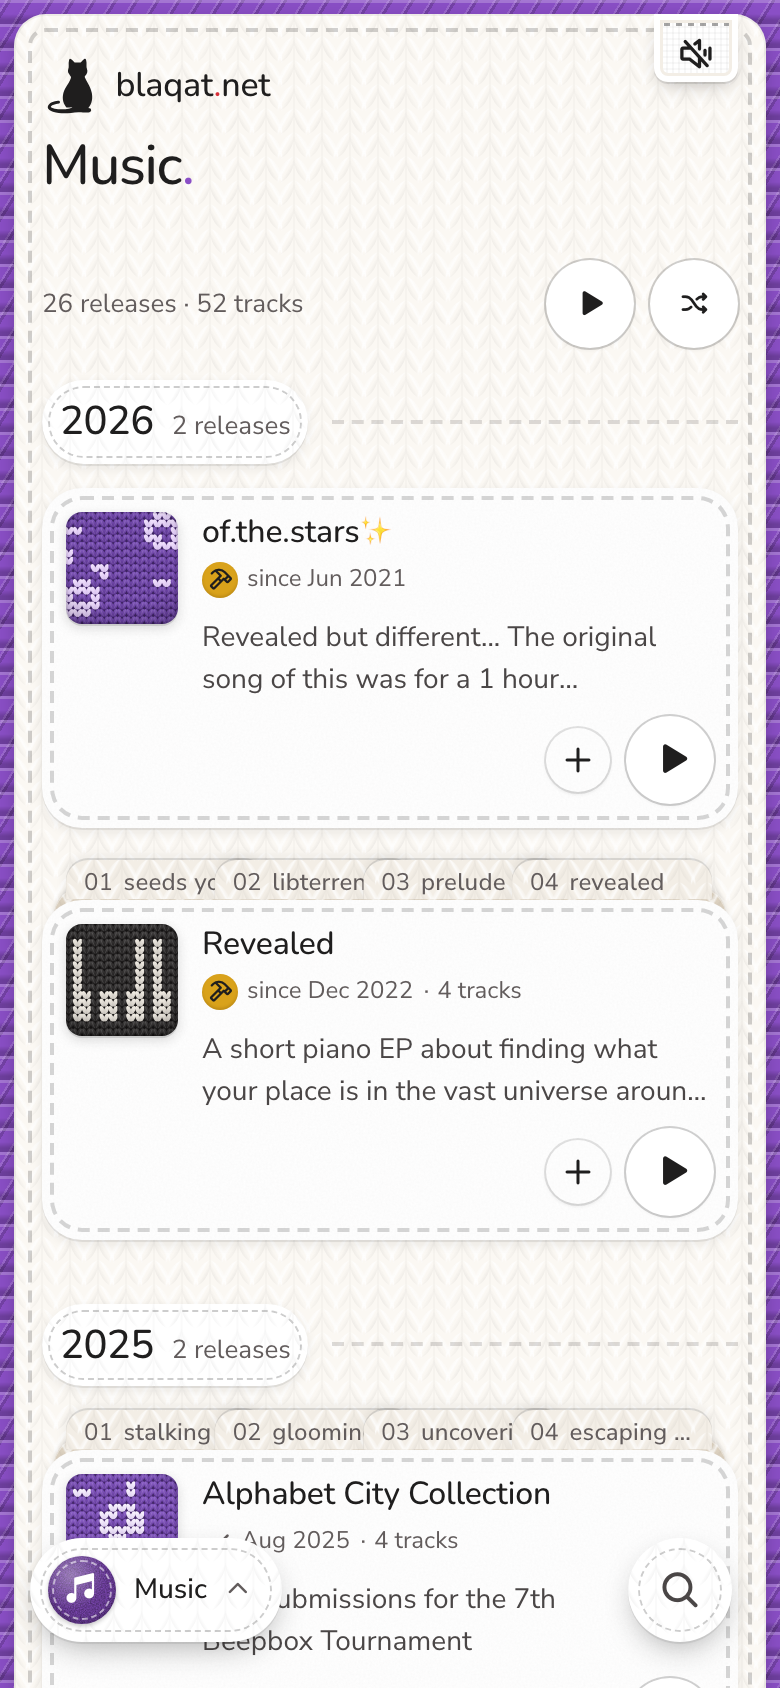 blaqat.net
Music.
26 releases · 52 tracks
2026 2 releases
of.the.stars✨
since Jun 2021
Revealed but different... The original
song of this was for a 1 hour...
01 seeds yo 02 libterren 03 prelude 04 revealed
Revealed
since Dec 2022 · 4 tracks
A short piano EP about finding what
your place is in the vast universe aroun...
2025 2 releases
01 stalking 02 gloomin 03 uncoveri 04 escaping ...
Alphabet City Collection
Aug 2025 · 4 tracks
Music
ubmissions for the 7th
Beepbox Tournament